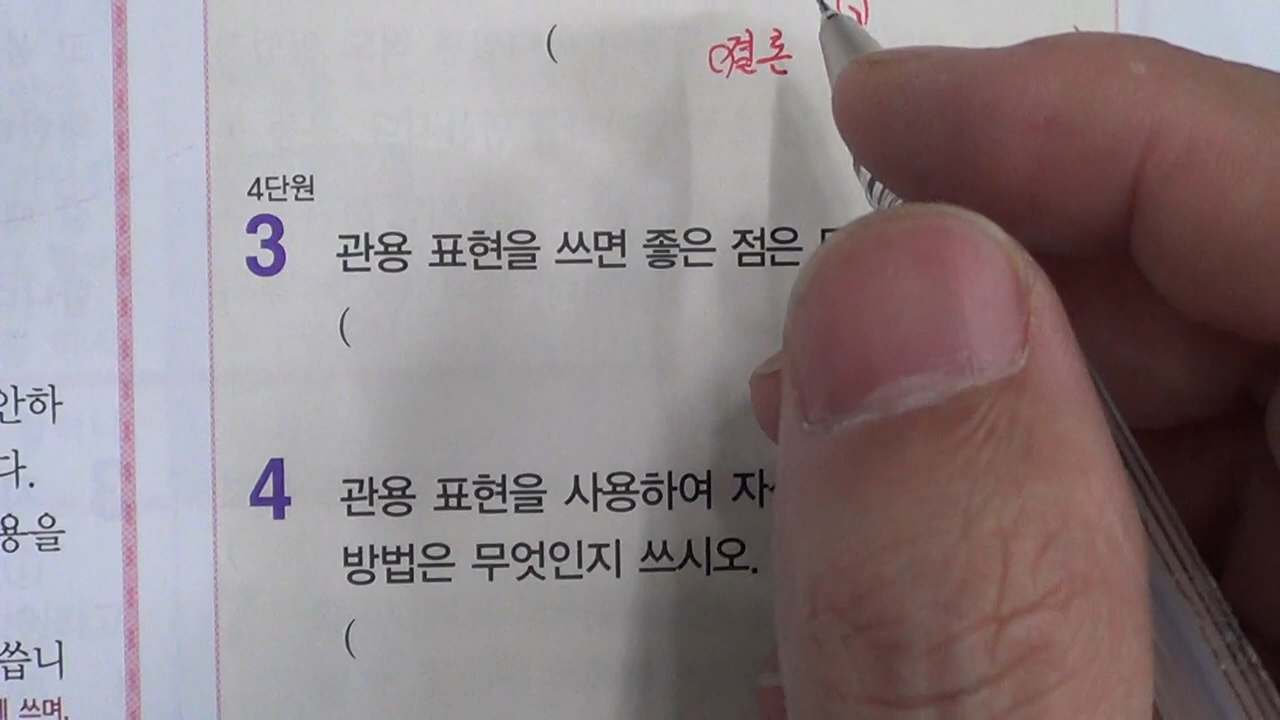 (
결론
4단원
3 관용 표현을 쓰면 좋은 점은
(
4 관용 표현을 사용하여
방법은 무엇인지 쓰시오.
(
안하
다.
용을
씁니
쓰며,